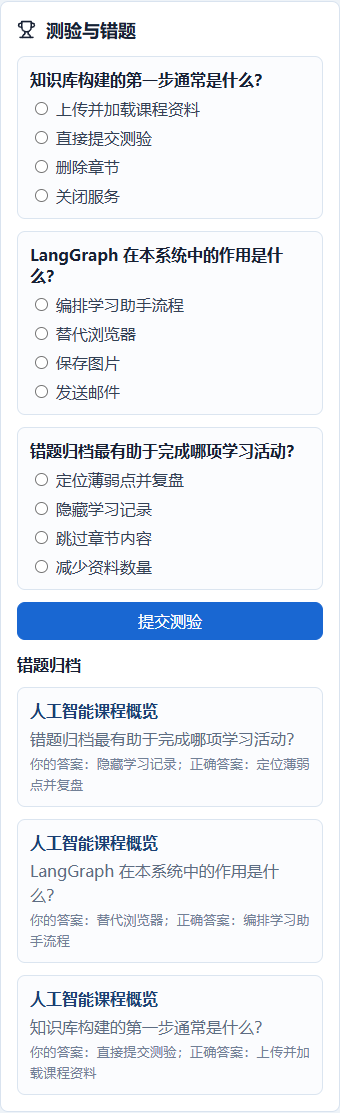 测验与错题
知识库构建的第一步通常是什么？
上传并加载课程资料
直接提交测验
删除章节
关闭服务
LangGraph 在本系统中的作用是什
么？
编排学习助手流程
替代浏览器
保存图片
发送邮件
错题归档最有助于完成哪项学习活动？
定位薄弱点并复盘
隐藏学习记录
跳过章节内容
减少资料数量
提交测验
错题归档
人工智能课程概览
错题归档最有助于完成哪项学习活动？
你的答案：隐藏学习记录；正确答案：定位薄弱
点并复盘
人工智能课程概览
LangGraph 在本系统中的作用是什
么？
你的答案：替代浏览器；正确答案：编排学习助
手流程
人工智能课程概览
知识库构建的第一步通常是什么？
你的答案：直接提交测验；正确答案：上传并加
载课程资料